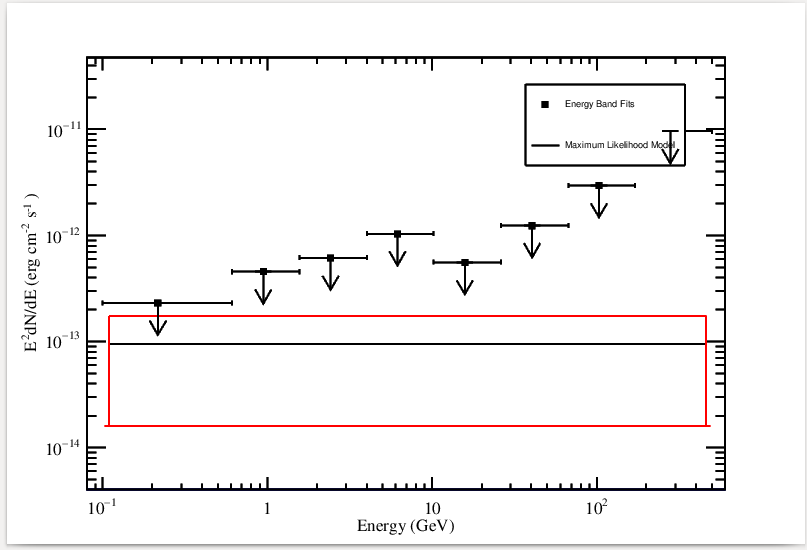 Energy Band Fits
Maximum Likelihood Model
10⁻¹¹
10⁻¹²
10⁻¹³
10⁻¹⁴
E²dN/dE (erg cm⁻² s⁻¹ )
10⁻¹ 1 10 10²
Energy (GeV)